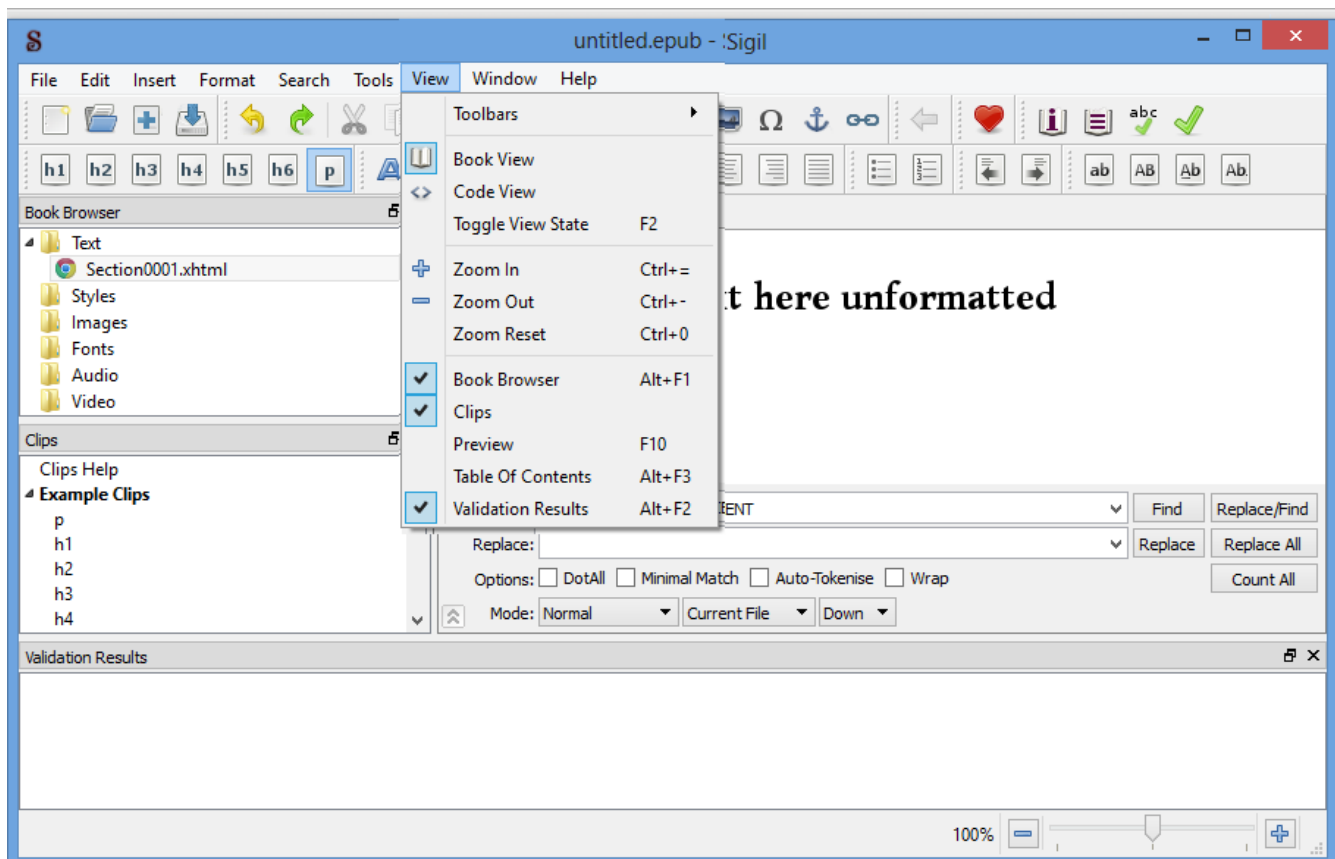 untitled.epub - Sigil
File Edit Insert Format Search Tools View Window Help
Toolbars
abc
h1 h2 h3 h4 h5 h6 p A
Book View
ab AB Ab Ab.
Code View
Book Browser
Toggle View State F2
Text
Section0001.xhtml
Zoom In Ctrl+=
Styles
Zoom Out Ctrl+-
here unformatted
Images
Zoom Reset Ctrl+0
Fonts
Audio
Book Browser Alt+F1
Video
Clips
Clips
Preview F10
Clips Help
Table Of Contents Alt+F3
Example Clips
Validation Results Alt+F2
Find Replace/Find
p
h1
Replace: Replace Replace All
h2
Options: DotAll Minimal Match Auto-Tokenise Wrap Count All
h3
h4
Mode: Normal Current File Down
Validation Results
100%